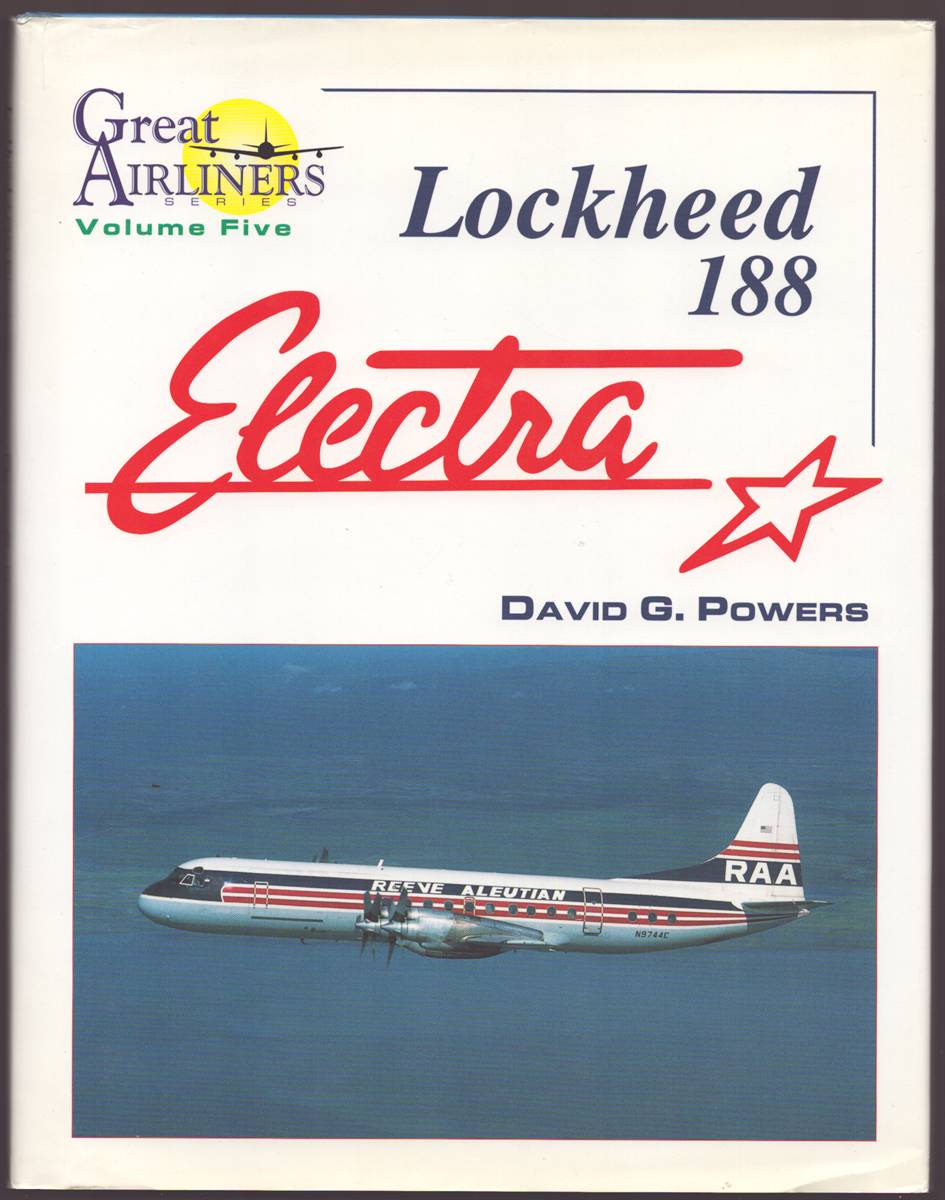 Great
AIRLINERS
SERIES
Volume Five
Lockheed
188
Electra
DAVID G. POWERS
REEVE ALEUTIAN
RAA
N9744C